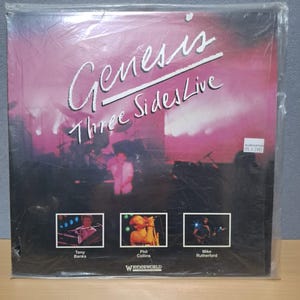 Genesis
Three Sides Live
Tony
Banks
Phil
Collins
Mike
Rutherford